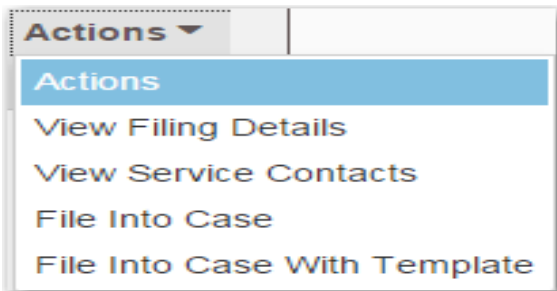 Actions
Actions
View Filing Details
View Service Contacts
File Into Case
File Into Case With Template